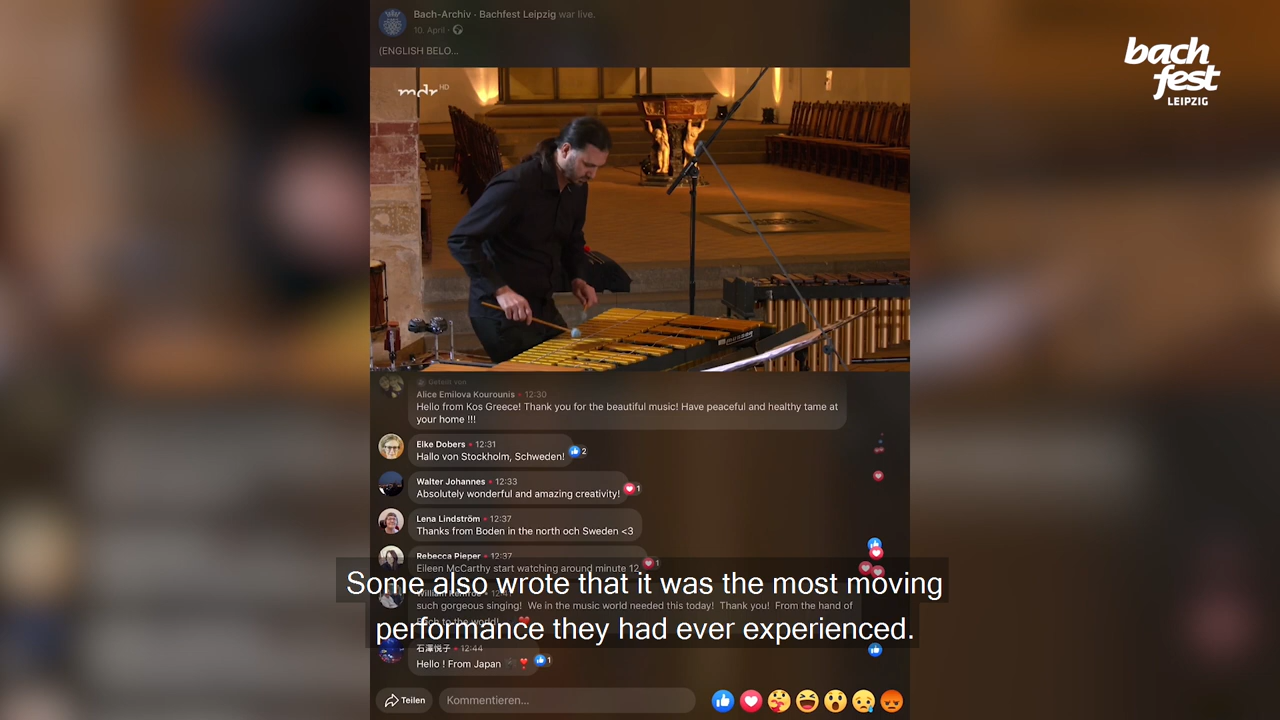 Bach-Archiv · Bachfest Leipzig war live.
10. April ·
(ENGLISH BELO...
mdr HD
bach
fest
LEIPZIG
Geteilt von
Alice Emilova Kourounis • 12:30
Hello from Kos Greece! Thank you for the beautiful music! Have peaceful and healthy tame at
your home !!!
Elke Dobers • 12:31
Hallo von Stockholm, Schweden!
2
Walter Johannes • 12:33
Absolutely wonderful and amazing creativity!
1
Lena Lindström • 12:37
Thanks from Boden in the north och Sweden <3
Rebecca Pieper • 12:37
Eileen McCarthy start watching around minute 12
1
Some also wrote that it was the most moving
William
such gorgeous singing! We in the music world needed this today! Thank you! From the hand of
Bach to the world!
performance they had ever experienced.
石澤悦子 • 12:44
Hello ! From Japan
1
Teilen
Kommentieren...